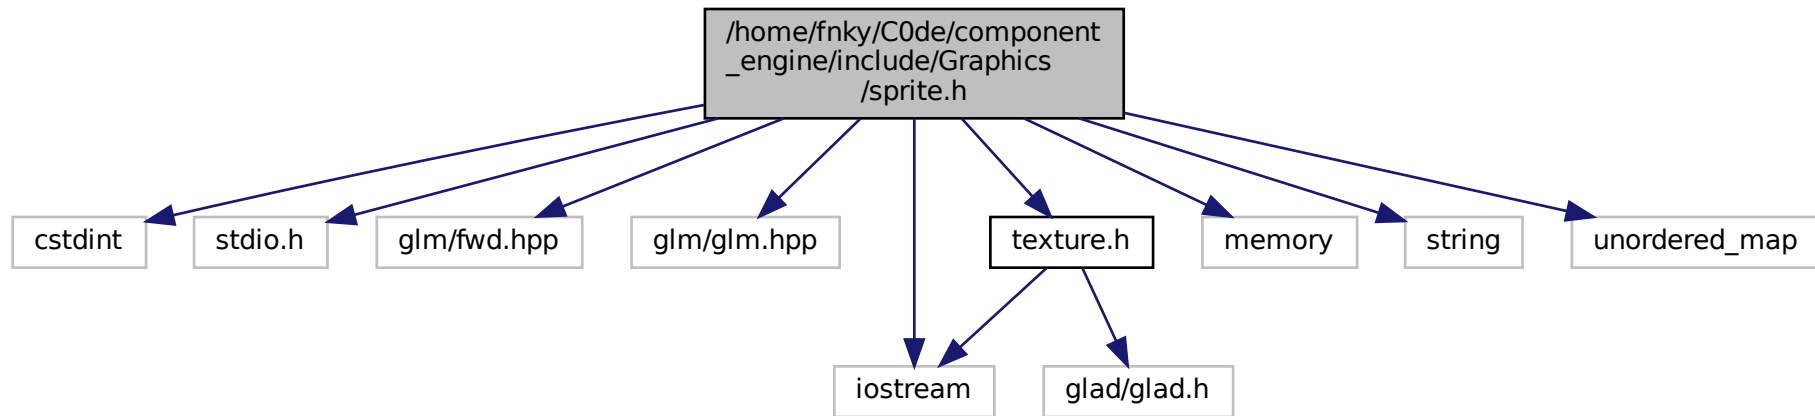 /home/fnky/C0de/component
_engine/include/Graphics
/sprite.h
cstdint
stdio.h
glm/fwd.hpp
glm/glm.hpp
texture.h
memory
string
unordered_map
iostream
glad/glad.h